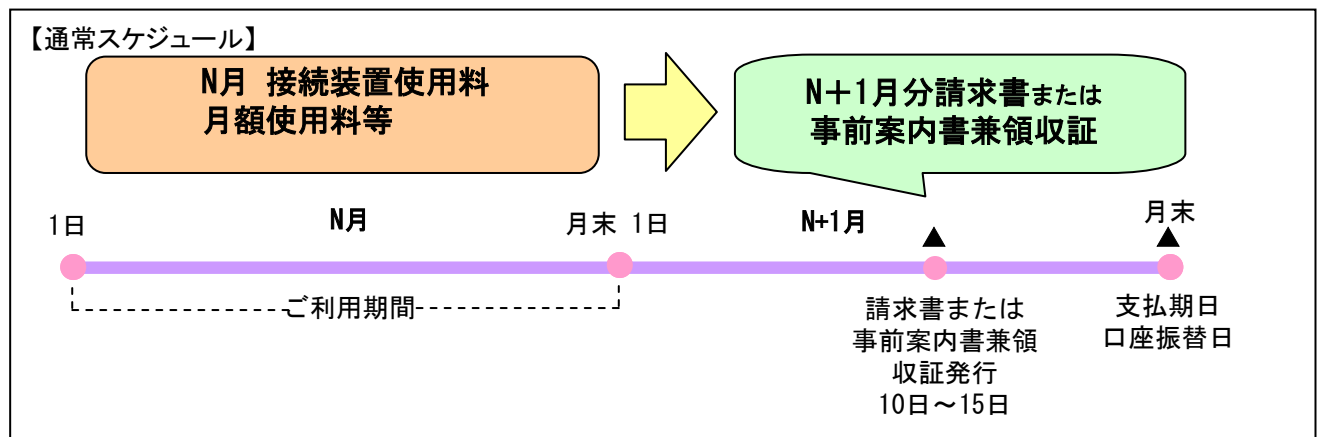 【通常スケジュール】
N月 接続装置使用料
月額使用料等
N＋1月分請求書または
事前案内書兼領収証
1日
N月
月末 1日
N+1月
月末
ご利用期間
請求書または
事前案内書兼領
収証発行
10日～15日
支払期日
口座振替日